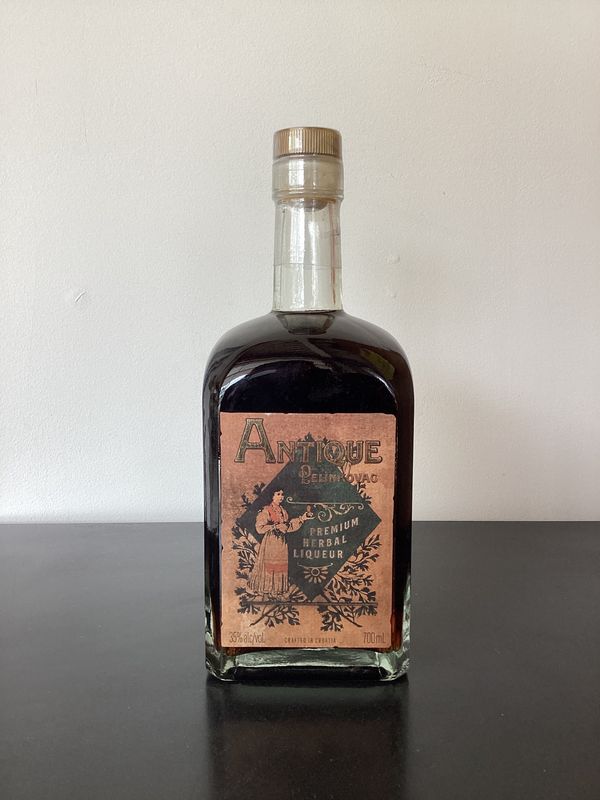 ANTIQUE
PELINKOVAC
PREMIUM
HERBAL
LIQUEUR
35% alc/vol.
CRAFTED IN CROATIA
700 mL